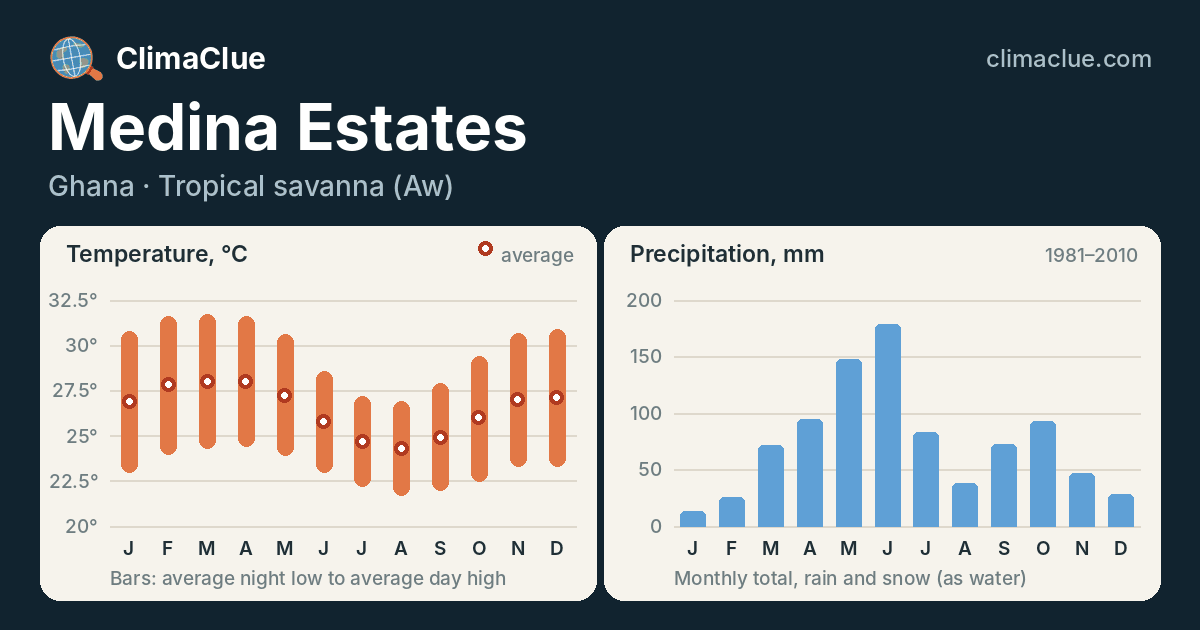 ClimaClue
climaclue.com
Medina Estates
Ghana · Tropical savanna (Aw)
Temperature, °C
average
32.5°
30°
27.5°
25°
22.5°
20°
J F M A M J J A S O N D
Bars: average night low to average day high
Precipitation, mm
1981–2010
200
150
100
50
0
J F M A M J J A S O N D
Monthly total, rain and snow (as water)